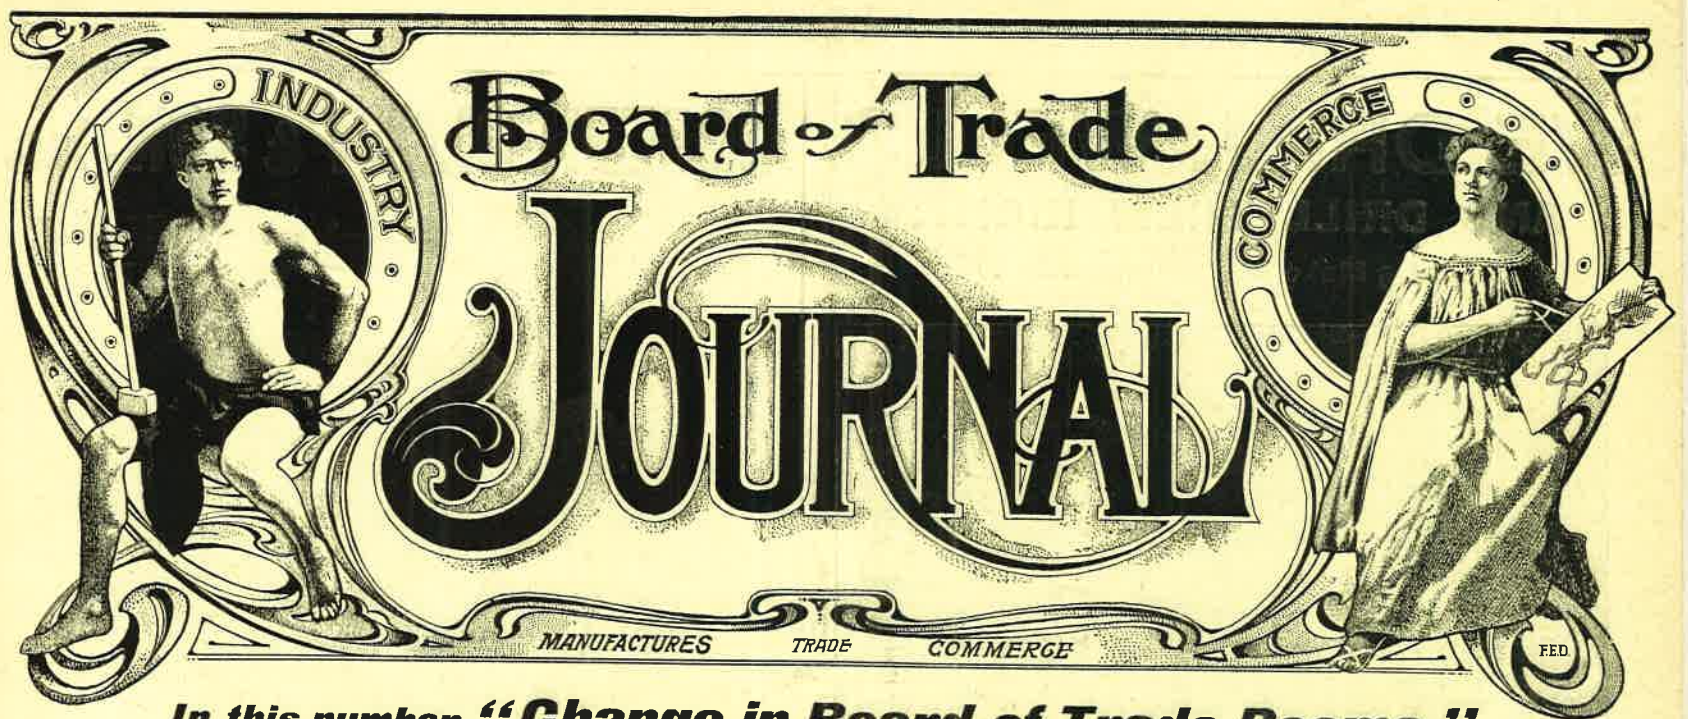 INDUSTRY
Board of Trade
COMMERCE
JOURNAL
MANUFACTURES TRADE COMMERCE
F.E.D.
In this number "Change in Board of Trade Rooms."